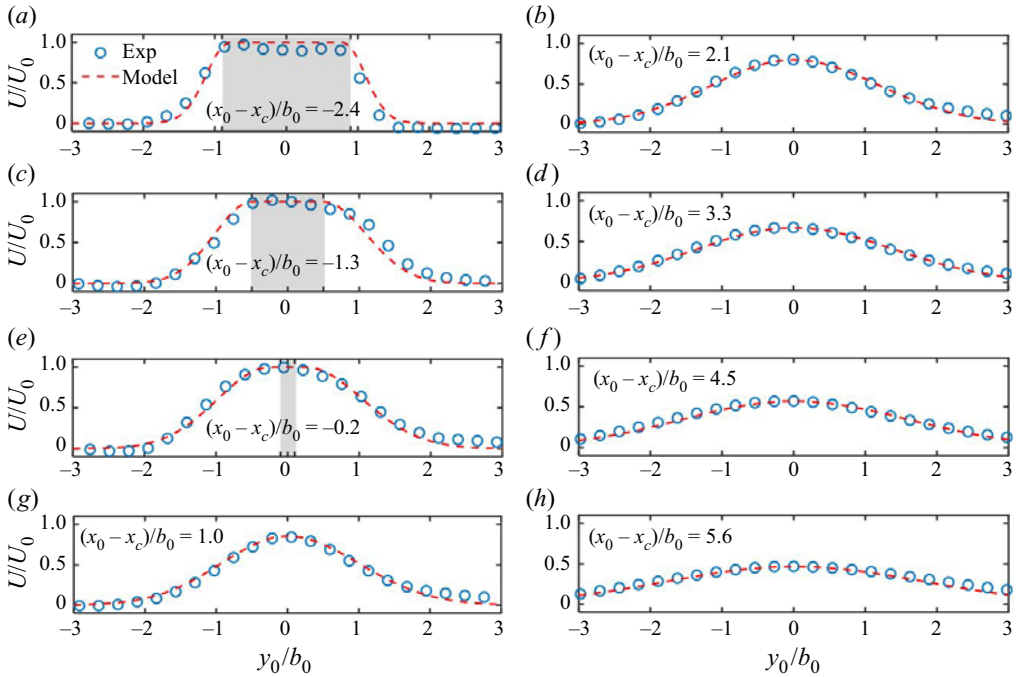 (a)
U/U0
1.0
0.5
0
Exp
Model
(x0 – xc)/b0 = –2.4
–3 –2 –1 0 1 2 3
(b)
1.0
0.5
0
(x0 – xc)/b0 = 2.1
–3 –2 –1 0 1 2 3
(c)
U/U0
1.0
0.5
0
(x0 – xc)/b0 = –1.3
–3 –2 –1 0 1 2 3
(d)
1.0
0.5
0
(x0 – xc)/b0 = 3.3
–3 –2 –1 0 1 2 3
(e)
U/U0
1.0
0.5
0
(x0 – xc)/b0 = –0.2
–3 –2 –1 0 1 2 3
(f)
1.0
0.5
0
(x0 – xc)/b0 = 4.5
–3 –2 –1 0 1 2 3
(g)
U/U0
1.0
0.5
0
(x0 – xc)/b0 = 1.0
–3 –2 –1 0 1 2 3
y0/b0
(h)
1.0
0.5
0
(x0 – xc)/b0 = 5.6
–3 –2 –1 0 1 2 3
y0/b0